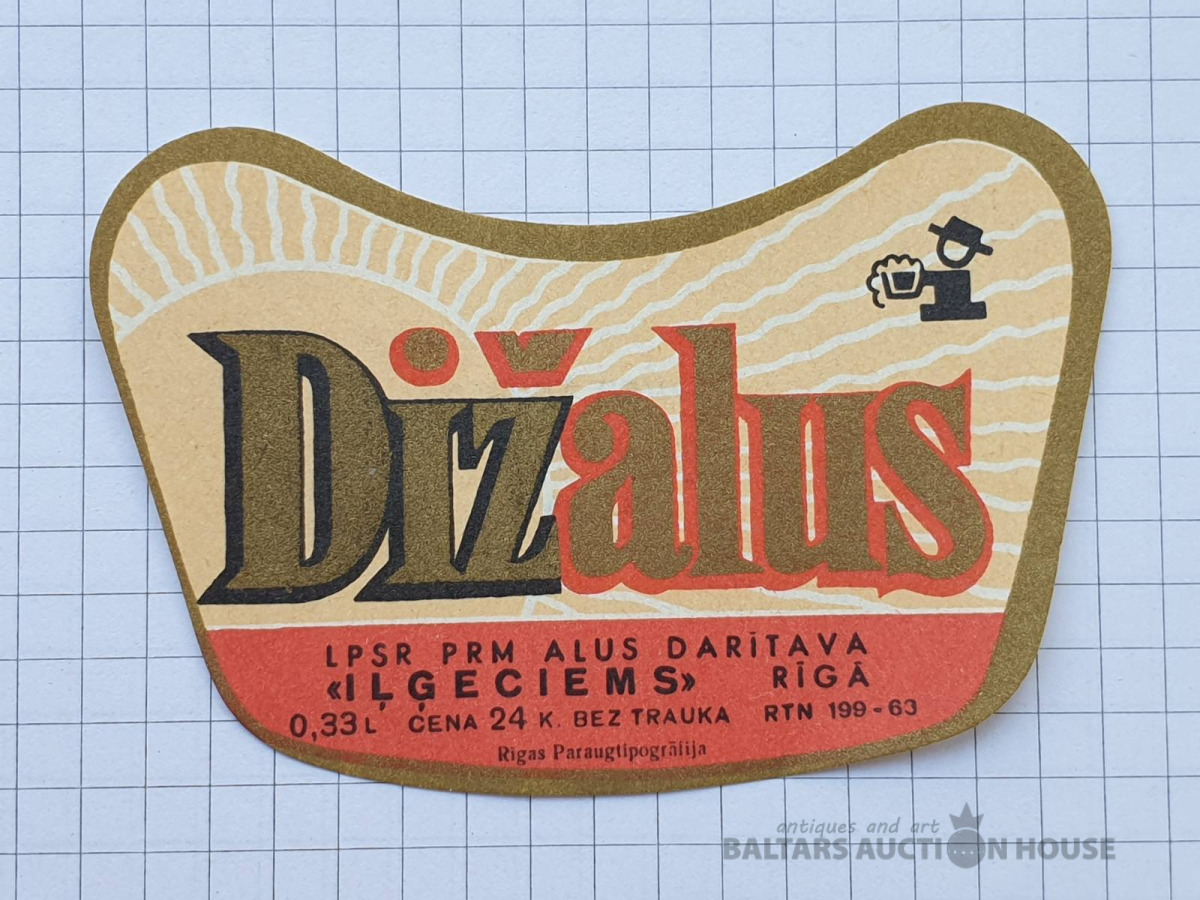 Dižalus
LPSR PRM ALUS DARĪTAVA
«IĻĢECIEMS» RĪGĀ
0,33 L CENA 24 K. BEZ TRAUKA RTN 199-63
Rīgas Paraugtipogrāfija
antiques and art
BALTARS AUCTION HOUSE